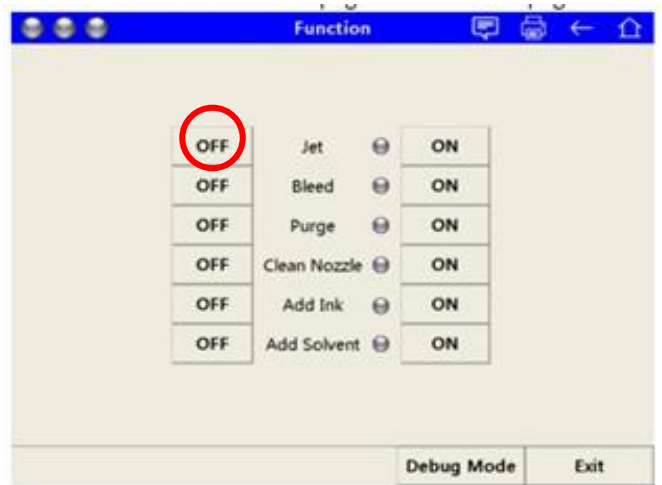 Function
OFF Jet ON
OFF Bleed ON
OFF Purge ON
OFF Clean Nozzle ON
OFF Add Ink ON
OFF Add Solvent ON
Debug Mode Exit